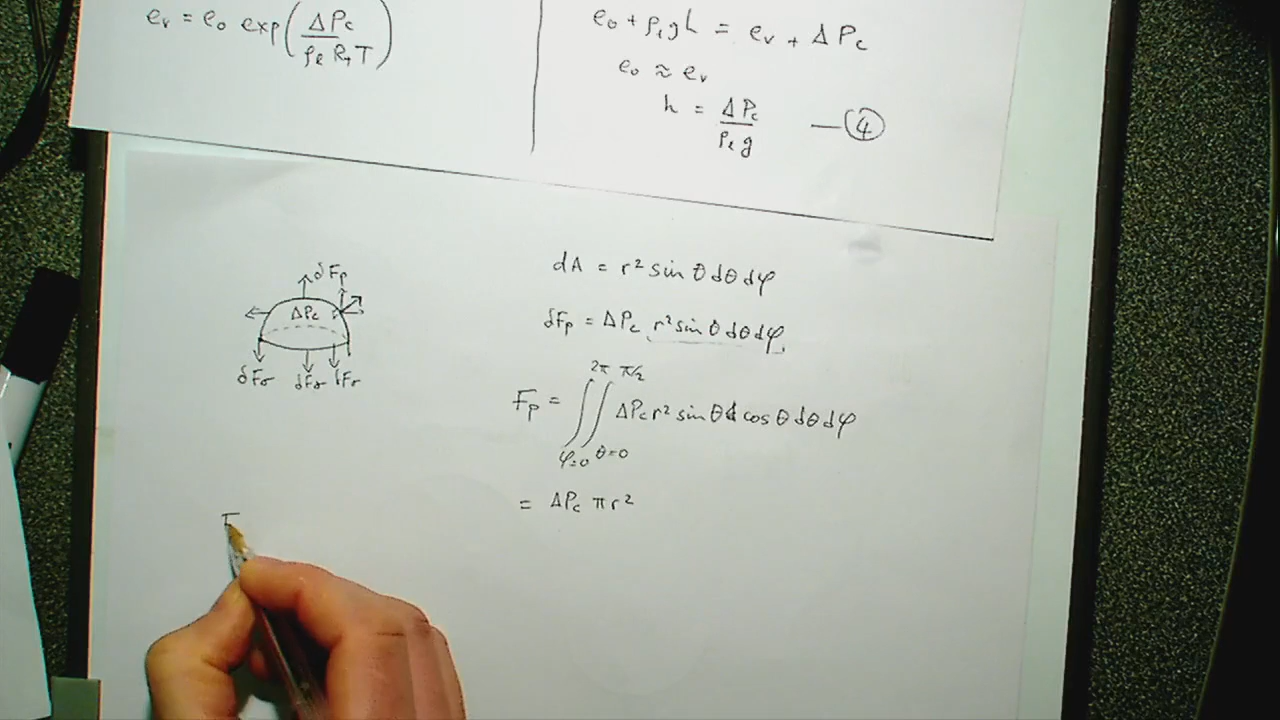 e_v = e_0 exp(ΔP_c / ρ_ℓ R_v T)
e_0 + ρ_ℓ g h = e_v + ΔP_c
e_0 ≈ e_v
h = ΔP_c / ρ_ℓ g — ④
δF_p
ΔP_c
δF_σ δF_σ δF_σ
dA = r² sin θ dθ dφ
δF_p = ΔP_c r² sin θ dθ dφ
2π π/2
F_p = ∫∫ ΔP_c r² sin θ cos θ dθ dφ
φ=0 θ=0
= ΔP_c π r²
F